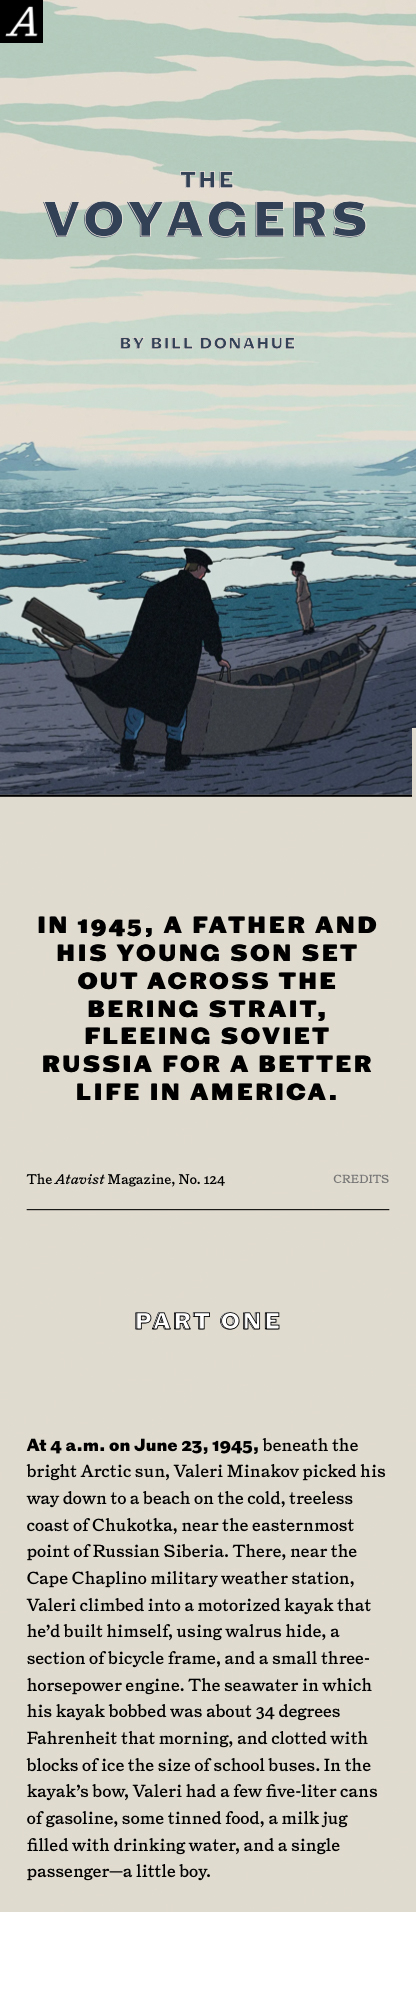 A
THE
VOYAGERS
BY BILL DONAHUE
IN 1945, A FATHER AND
HIS YOUNG SON SET
OUT ACROSS THE
BERING STRAIT,
FLEEING SOVIET
RUSSIA FOR A BETTER
LIFE IN AMERICA.
The Atavist Magazine, No. 124
CREDITS
PART ONE
At 4 a.m. on June 23, 1945, beneath the
bright Arctic sun, Valeri Minakov picked his
way down to a beach on the cold, treeless
coast of Chukotka, near the easternmost
point of Russian Siberia. There, near the
Cape Chaplino military weather station,
Valeri climbed into a motorized kayak that
he’d built himself, using walrus hide, a
section of bicycle frame, and a small three-
horsepower engine. The seawater in which
his kayak bobbed was about 34 degrees
Fahrenheit that morning, and clotted with
blocks of ice the size of school buses. In the
kayak’s bow, Valeri had a few five-liter cans
of gasoline, some tinned food, a milk jug
filled with drinking water, and a single
passenger—a little boy.